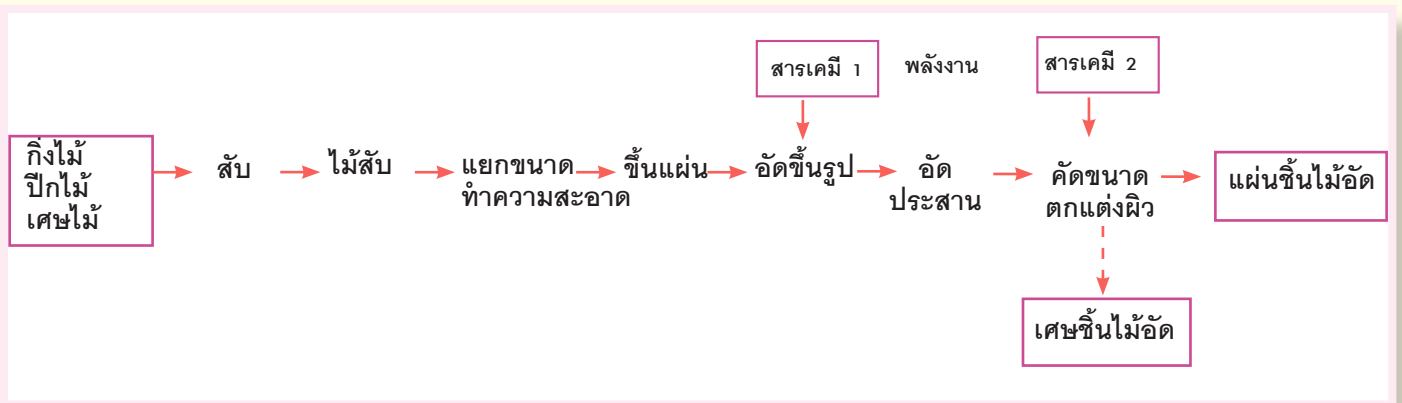 สารเคมี 1
พลังงาน
สารเคมี 2
กิ่งไม้
ปีกไม้
เศษไม้
สับ
ไม้สับ
แยกขนาด
ทำความสะอาด
ขึ้นแผ่น
อัดขึ้นรูป
อัด
ประสาน
คัดขนาด
ตกแต่งผิว
แผ่นชิ้นไม้อัด
เศษชิ้นไม้อัด